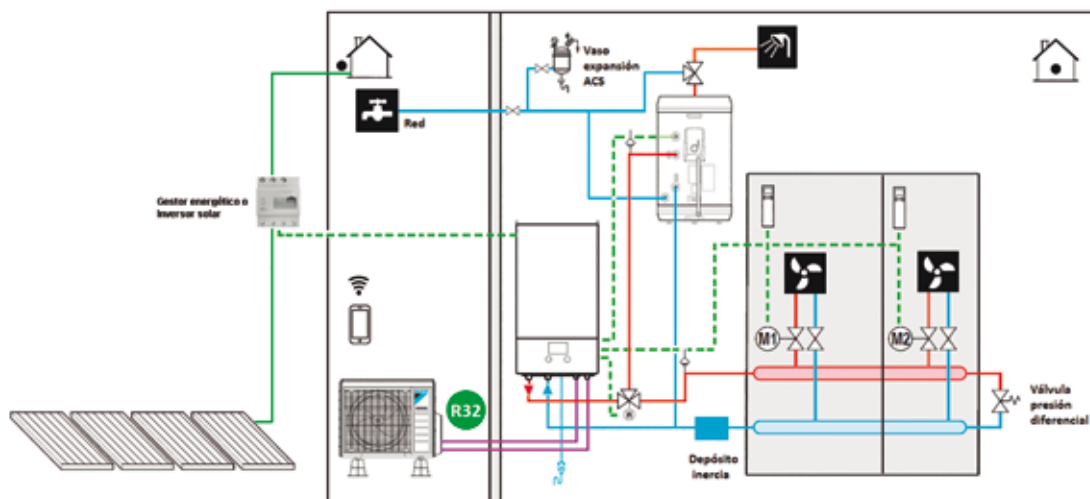 Vaso
expansión
ACS
Red
Gestor energético o
Inversor solar
M1
M2
R32
Válvula
presión
diferencial
Depósito
inercia